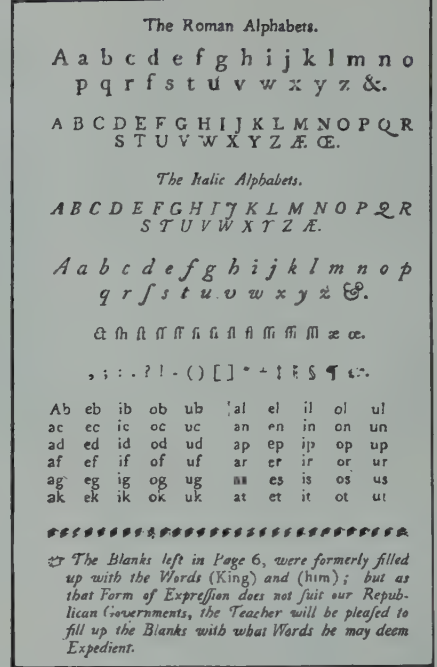 The Roman Alphabets.
A a b c d e f g h i j k l m n o
p q r ſ s t u v w x y z &.
A B C D E F G H I J K L M N O P Q R
S T U V W X Y Z Æ Œ.
The Italic Alphabets.
A B C D E F G H I J K L M N O P Q R
S T U V W X Y Z Æ.
A a b c d e f g h i j k l m n o p
q r ſ s t u v w x y z &.
æ œ.
, ; : . ? ! - ( ) [ ] * § ¶
Ab eb ib ob ub al el il ol ul
ac ec ic oc uc an en in on un
ad ed id od ud ap ep ip op up
af ef if of uf ar er ir or ur
ag eg ig og ug es is os us
ak ek ik ok uk at et it ot ut
☞ The Blanks left in Page 6, were formerly filled
up with the Words (King) and (him); but as
that Form of Expreſſion does not ſuit our Repub-
lican Governments, the Teacher will be pleaſed to
fill up the Blanks with what Words he may deem
Expedient.